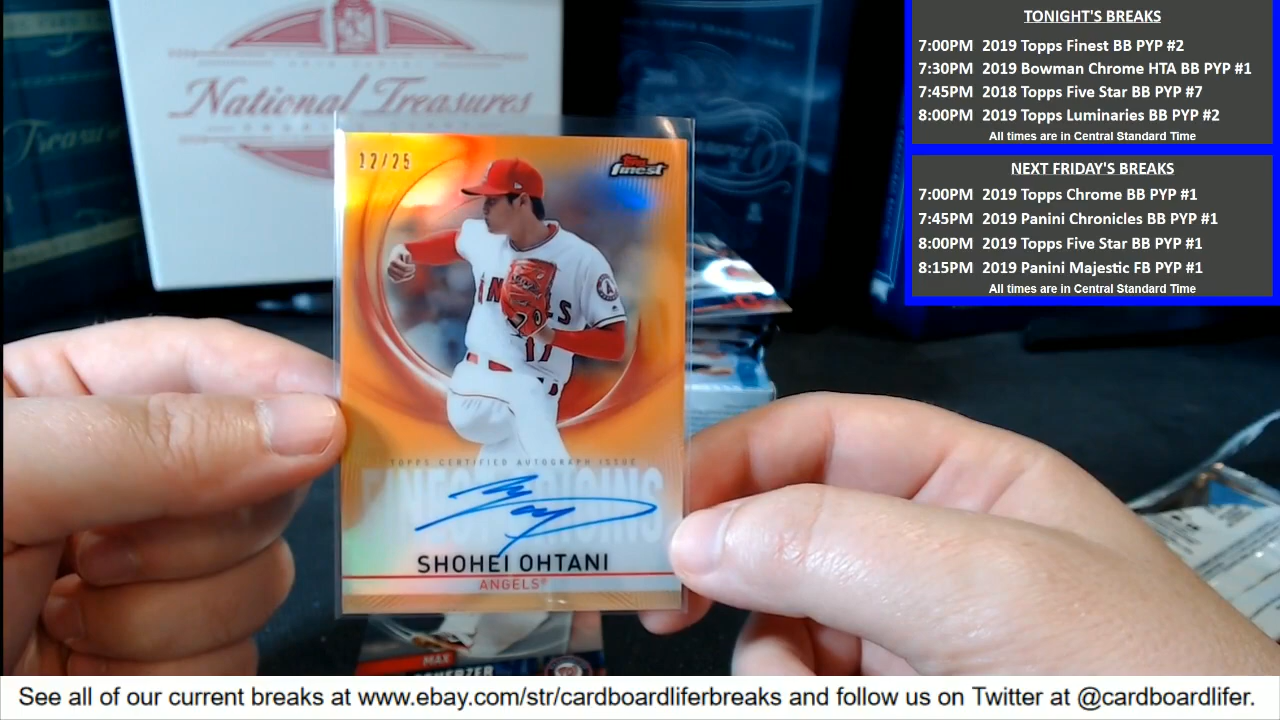 TONIGHT'S BREAKS
7:00PM 2019 Topps Finest BB PYP #2
7:30PM 2019 Bowman Chrome HTA BB PYP #1
7:45PM 2018 Topps Five Star BB PYP #7
8:00PM 2019 Topps Luminaries BB PYP #2
All times are in Central Standard Time
NEXT FRIDAY'S BREAKS
7:00PM 2019 Topps Chrome BB PYP #1
7:45PM 2019 Panini Chronicles BB PYP #1
8:00PM 2019 Topps Five Star BB PYP #1
8:15PM 2019 Panini Majestic FB PYP #1
All times are in Central Standard Time
National Treasures
12/25
Topps
finest
ANGELS
17
TOPPS CERTIFIED AUTOGRAPH ISSUE
FINEST ORIGINS
SHOHEI OHTANI
ANGELS®
MAX
See all of our current breaks at www.ebay.com/str/cardboardliferbreaks and follow us on Twitter at @cardboardlifer.